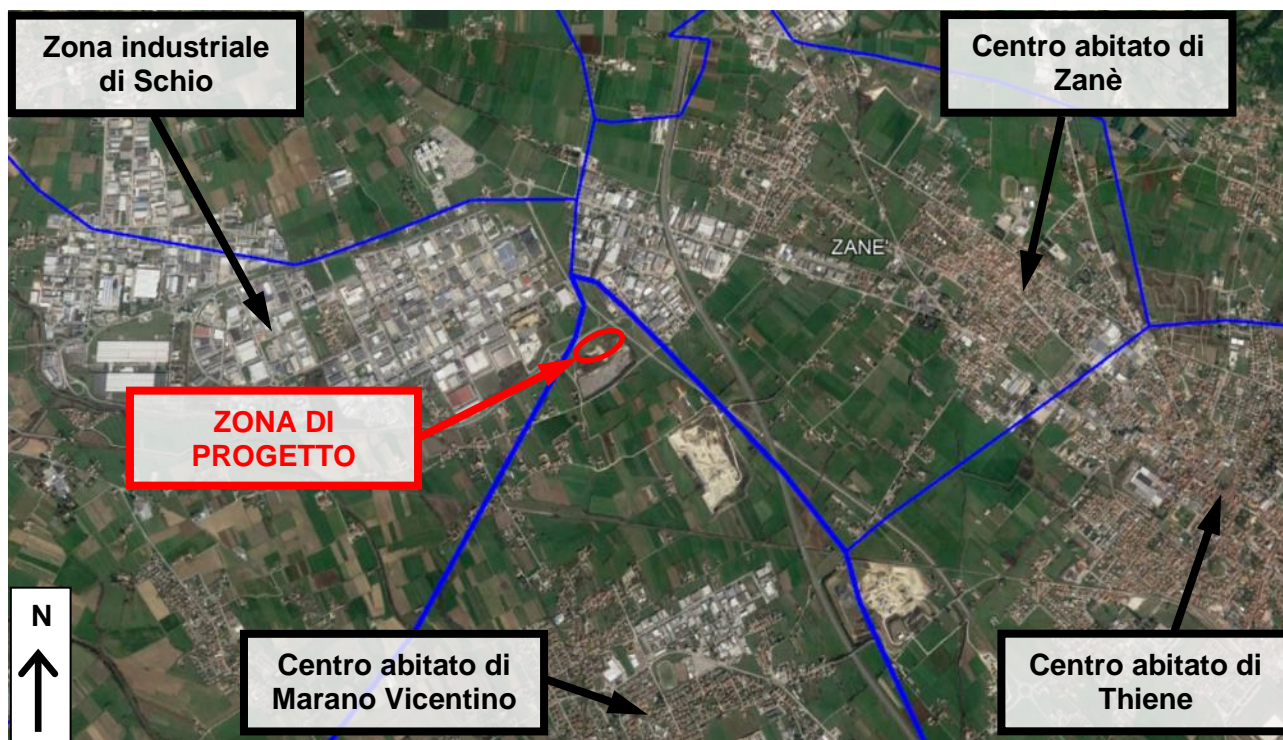 Zona industriale
di Schio
Centro abitato di
Zanè
ZANE'
ZONA DI
PROGETTO
N
Centro abitato di
Marano Vicentino
Centro abitato di
Thiene